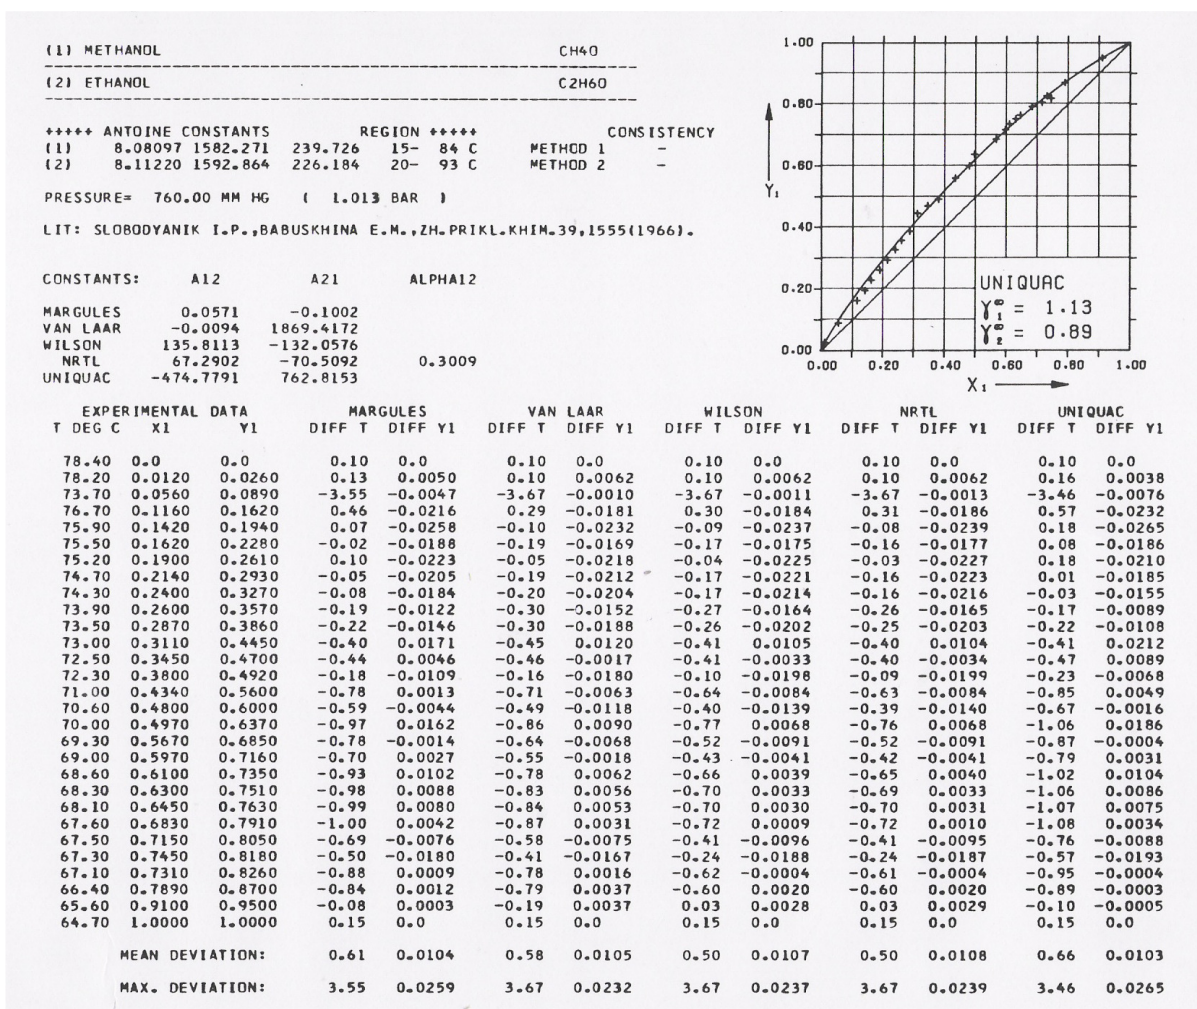 (1) METHANOL CH4O
(2) ETHANOL C2H6O
+++++ ANTOINE CONSTANTS REGION +++++ CONSISTENCY
(1) 8.08097 1582.271 239.726 15- 84 C METHOD 1 -
(2) 8.11220 1592.864 226.184 20- 93 C METHOD 2 -
PRESSURE= 760.00 MM HG ( 1.013 BAR )
LIT: SLOBODYANIK I.P.,BABUSKHINA E.M.,ZH.PRIKL.KHIM.39,1555(1966).
CONSTANTS: A12 A21 ALPHA12
MARGULES 0.0571 -0.1002
VAN LAAR -0.0094 1869.4172
WILSON 135.8113 -132.0576
NRTL 67.2902 -70.5092 0.3009
UNIQUAC -474.7791 762.8153
1.00
0.80
0.60
Y1
0.40
0.20
0.00
UNIQUAC
γ1∞ = 1.13
γ2∞ = 0.89
0.00 0.20 0.40 0.60 0.80 1.00
X1
EXPERIMENTAL DATA MARGULES VAN LAAR WILSON NRTL UNIQUAC
T DEG C X1 Y1 DIFF T DIFF Y1 DIFF T DIFF Y1 DIFF T DIFF Y1 DIFF T DIFF Y1 DIFF T DIFF Y1
78.40 0.0 0.0 0.10 0.0 0.10 0.0 0.10 0.0 0.10 0.0 0.10 0.0
78.20 0.0120 0.0260 0.13 0.0050 0.10 0.0062 0.10 0.0062 0.10 0.0062 0.16 0.0038
73.70 0.0560 0.0890 -3.55 -0.0047 -3.67 -0.0010 -3.67 -0.0011 -3.67 -0.0013 -3.46 -0.0076
76.70 0.1160 0.1620 0.46 -0.0216 0.29 -0.0181 0.30 -0.0184 0.31 -0.0186 0.57 -0.0232
75.90 0.1420 0.1940 0.07 -0.0258 -0.10 -0.0232 -0.09 -0.0237 -0.08 -0.0239 0.18 -0.0265
75.50 0.1620 0.2280 -0.02 -0.0188 -0.19 -0.0169 -0.17 -0.0175 -0.16 -0.0177 0.08 -0.0186
75.20 0.1900 0.2610 0.10 -0.0223 -0.05 -0.0218 -0.04 -0.0225 -0.03 -0.0227 0.18 -0.0210
74.70 0.2140 0.2930 -0.05 -0.0205 -0.19 -0.0212 -0.17 -0.0221 -0.16 -0.0223 0.01 -0.0185
74.30 0.2400 0.3270 -0.08 -0.0184 -0.20 -0.0204 -0.17 -0.0214 -0.16 -0.0216 -0.03 -0.0155
73.90 0.2600 0.3570 -0.19 -0.0122 -0.30 -0.0152 -0.27 -0.0164 -0.26 -0.0165 -0.17 -0.0089
73.50 0.2870 0.3860 -0.22 -0.0146 -0.30 -0.0188 -0.26 -0.0202 -0.25 -0.0203 -0.22 -0.0108
73.00 0.3110 0.4450 -0.40 0.0171 -0.45 0.0120 -0.41 0.0105 -0.40 0.0104 -0.41 0.0212
72.50 0.3450 0.4700 -0.44 0.0046 -0.46 -0.0017 -0.41 -0.0033 -0.40 -0.0034 -0.47 0.0089
72.30 0.3800 0.4920 -0.18 -0.0109 -0.16 -0.0180 -0.10 -0.0198 -0.09 -0.0199 -0.23 -0.0068
71.00 0.4340 0.5600 -0.78 0.0013 -0.71 -0.0063 -0.64 -0.0084 -0.63 -0.0084 -0.85 0.0049
70.60 0.4800 0.6000 -0.59 -0.0044 -0.49 -0.0118 -0.40 -0.0139 -0.39 -0.0140 -0.67 -0.0016
70.00 0.4970 0.6370 -0.97 0.0162 -0.86 0.0090 -0.77 0.0068 -0.76 0.0068 -1.06 0.0186
69.30 0.5670 0.6850 -0.78 -0.0014 -0.64 -0.0068 -0.52 -0.0091 -0.52 -0.0091 -0.87 -0.0004
69.00 0.5970 0.7160 -0.70 0.0027 -0.55 -0.0018 -0.43 -0.0041 -0.42 -0.0041 -0.79 0.0031
68.60 0.6100 0.7350 -0.93 0.0102 -0.78 0.0062 -0.66 0.0039 -0.65 0.0040 -1.02 0.0104
68.30 0.6300 0.7510 -0.98 0.0088 -0.83 0.0056 -0.70 0.0033 -0.69 0.0033 -1.06 0.0086
68.10 0.6450 0.7630 -0.99 0.0080 -0.84 0.0053 -0.70 0.0030 -0.70 0.0031 -1.07 0.0075
67.60 0.6830 0.7910 -1.00 0.0042 -0.87 0.0031 -0.72 0.0009 -0.72 0.0010 -1.08 0.0034
67.50 0.7150 0.8050 -0.69 -0.0076 -0.58 -0.0075 -0.41 -0.0096 -0.41 -0.0095 -0.76 -0.0088
67.30 0.7450 0.8180 -0.50 -0.0180 -0.41 -0.0167 -0.24 -0.0188 -0.24 -0.0187 -0.57 -0.0193
67.10 0.7310 0.8260 -0.88 0.0009 -0.78 0.0016 -0.62 -0.0004 -0.61 -0.0004 -0.95 -0.0004
66.40 0.7890 0.8700 -0.84 0.0012 -0.79 0.0037 -0.60 0.0020 -0.60 0.0020 -0.89 -0.0003
65.60 0.9100 0.9500 -0.08 0.0003 -0.19 0.0037 0.03 0.0028 0.03 0.0029 -0.10 -0.0005
64.70 1.0000 1.0000 0.15 0.0 0.15 0.0 0.15 0.0 0.15 0.0 0.15 0.0
MEAN DEVIATION: 0.61 0.0104 0.58 0.0105 0.50 0.0107 0.50 0.0108 0.66 0.0103
MAX. DEVIATION: 3.55 0.0259 3.67 0.0232 3.67 0.0237 3.67 0.0239 3.46 0.0265